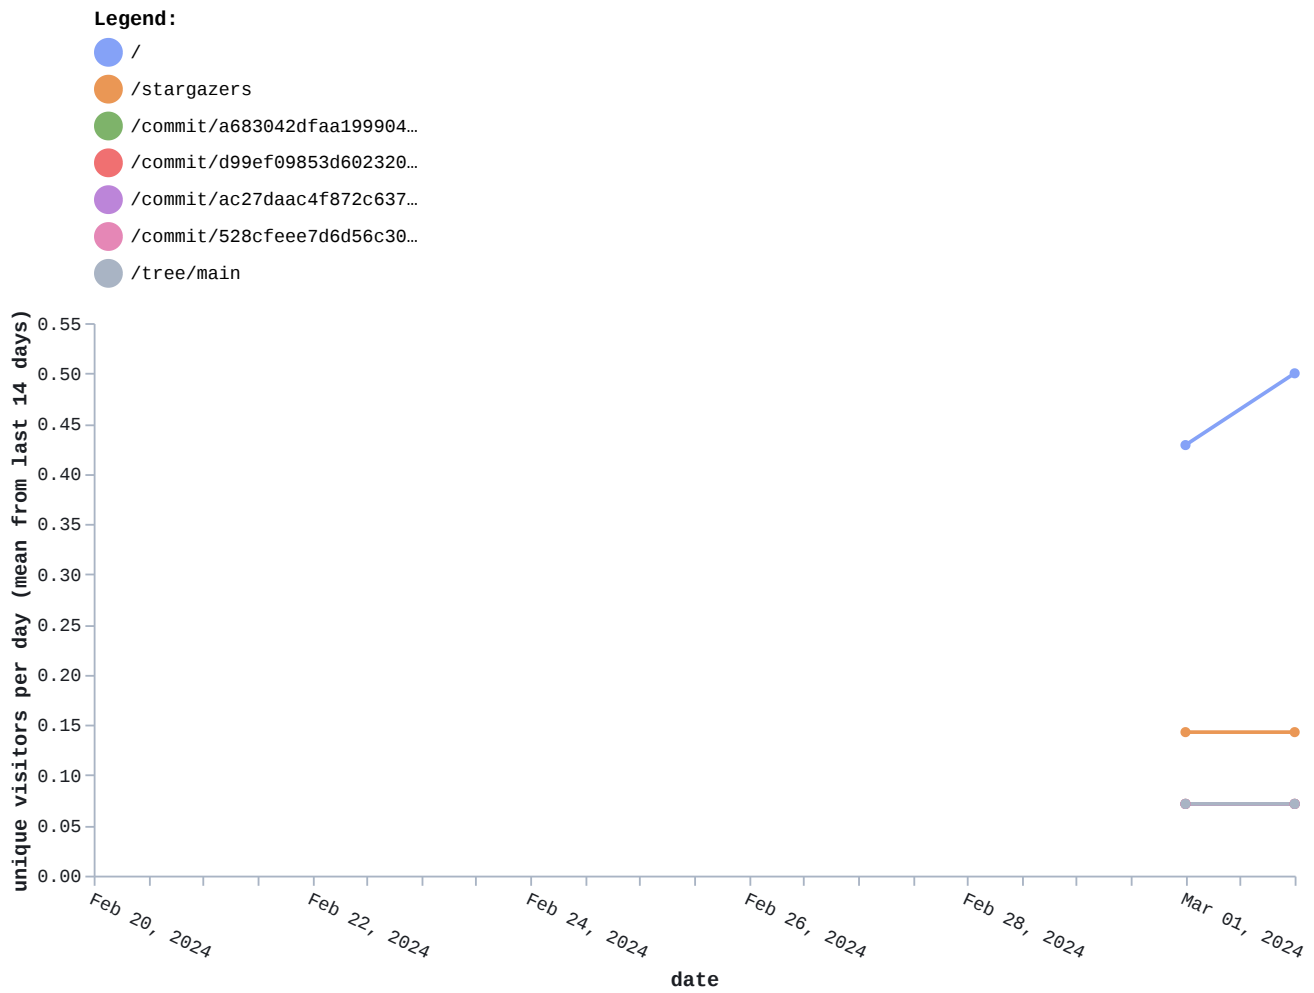 Legend:
/
/stargazers
/commit/a683042dfaa199904…
/commit/d99ef09853d602320…
/commit/ac27daac4f872c637…
/commit/528cfeee7d6d56c30…
/tree/main
unique visitors per day (mean from last 14 days)
0.55
0.50
0.45
0.40
0.35
0.30
0.25
0.20
0.15
0.10
0.05
0.00
Feb 20, 2024
Feb 22, 2024
Feb 24, 2024
Feb 26, 2024
Feb 28, 2024
Mar 01, 2024
date